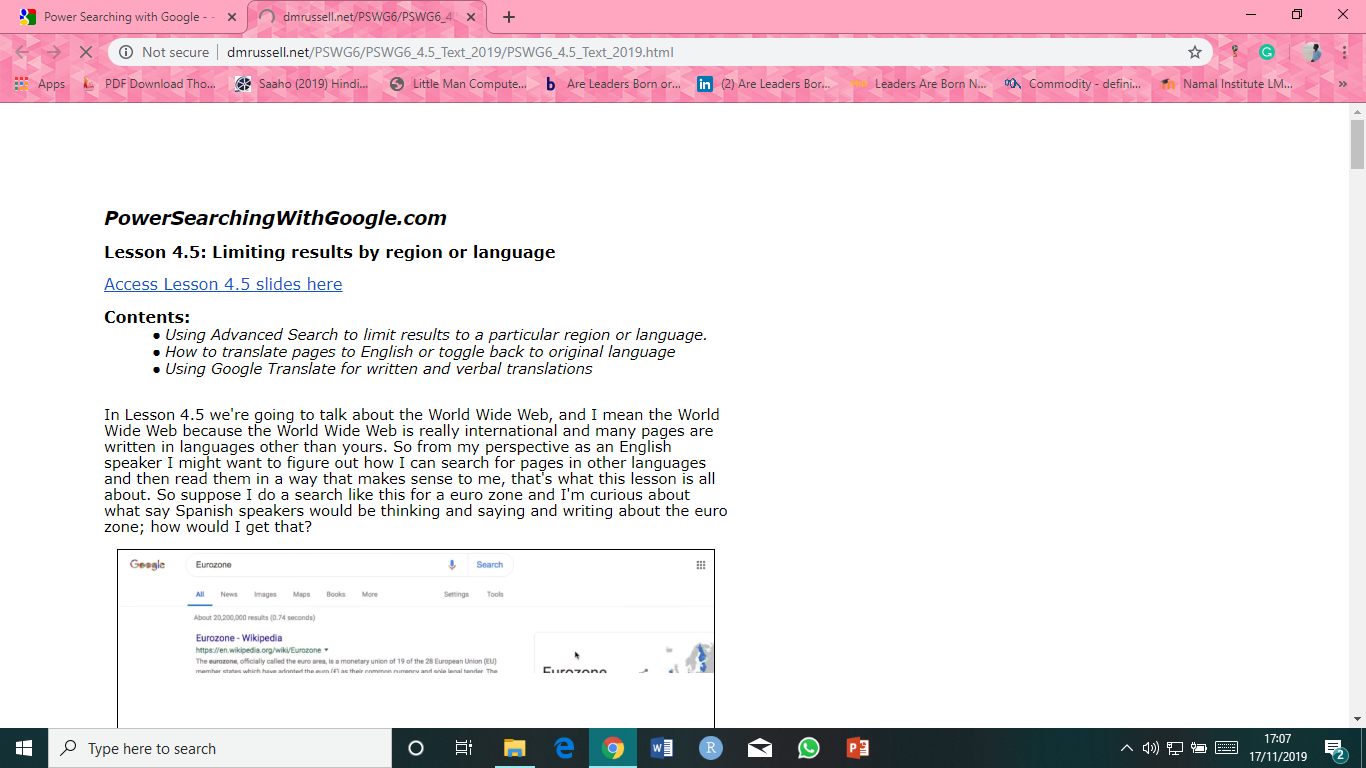 Power Searching with Google - -
dmrussell.net/PSWG6/PSWG6_4
Not secure
dmrussell.net/PSWG6/PSWG6_4.5_Text_2019/PSWG6_4.5_Text_2019.html
Apps
PDF Download Tho...
Saaho (2019) Hindi...
Little Man Compute...
Are Leaders Born or...
(2) Are Leaders Bor...
Leaders Are Born N...
Commodity - defini...
Namal Institute LM...
PowerSearchingWithGoogle.com
Lesson 4.5: Limiting results by region or language
Access Lesson 4.5 slides here
Contents:
● Using Advanced Search to limit results to a particular region or language.
● How to translate pages to English or toggle back to original language
● Using Google Translate for written and verbal translations
In Lesson 4.5 we're going to talk about the World Wide Web, and I mean the World
Wide Web because the World Wide Web is really international and many pages are
written in languages other than yours. So from my perspective as an English
speaker I might want to figure out how I can search for pages in other languages
and then read them in a way that makes sense to me, that's what this lesson is all
about. So suppose I do a search like this for a euro zone and I'm curious about
what say Spanish speakers would be thinking and saying and writing about the euro
zone; how would I get that?
Google
Eurozone
Search
All News Images Maps Books More Settings Tools
About 20,200,000 results (0.74 seconds)
Eurozone - Wikipedia
https://en.wikipedia.org/wiki/Eurozone
The eurozone, officially called the euro area, is a monetary union of 19 of the 28 European Union (EU)
member states which have adopted the euro (€) as their common currency and sole legal tender. The
Eurozone
Type here to search
17:07
17/11/2019
2